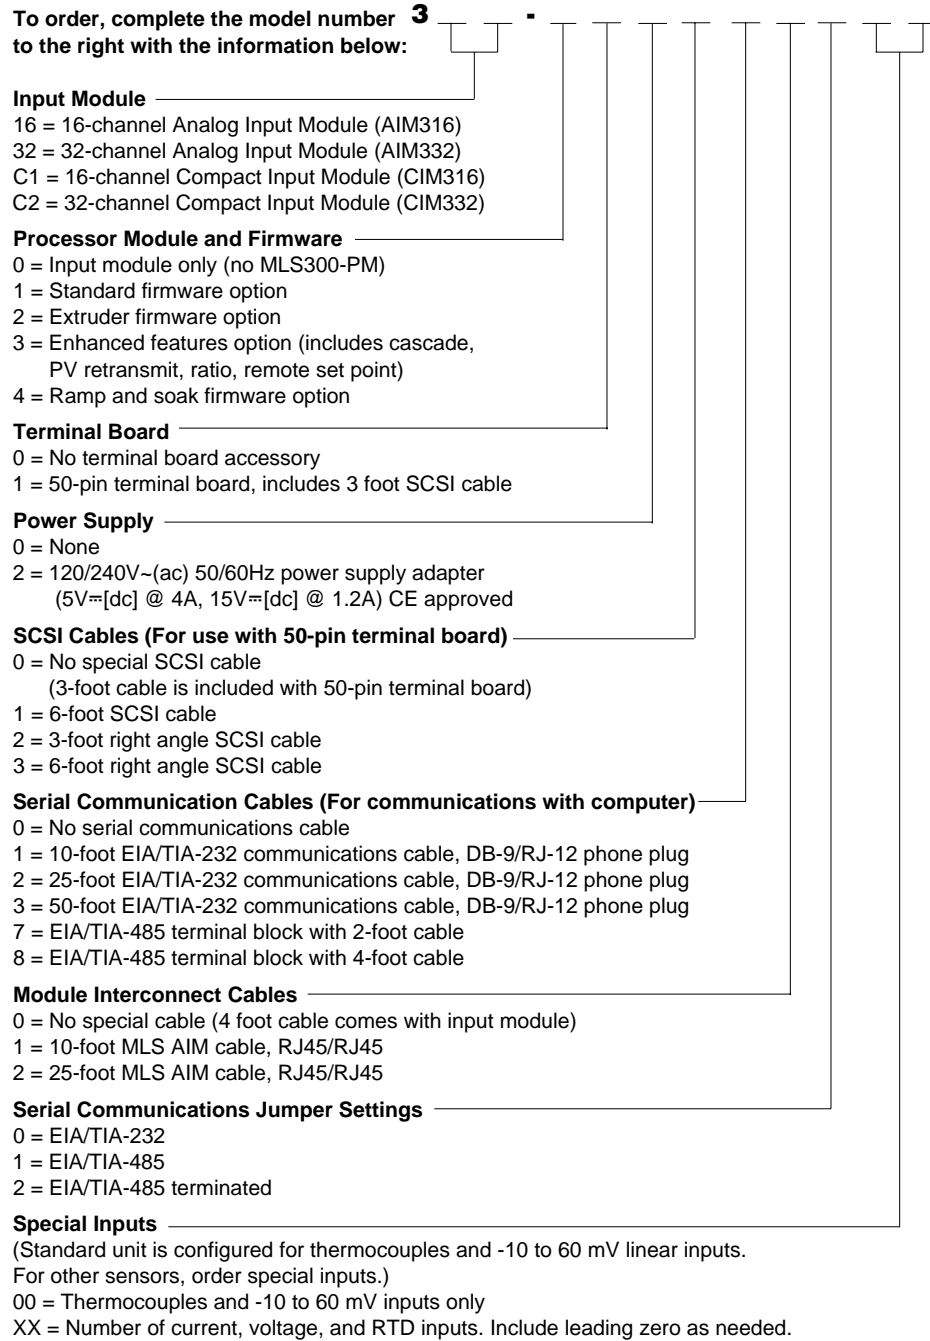 To order, complete the model number 3 __ __ - __ __ __ __ __ __ __ __ __
to the right with the information below:
Input Module
16 = 16-channel Analog Input Module (AIM316)
32 = 32-channel Analog Input Module (AIM332)
C1 = 16-channel Compact Input Module (CIM316)
C2 = 32-channel Compact Input Module (CIM332)
Processor Module and Firmware
0 = Input module only (no MLS300-PM)
1 = Standard firmware option
2 = Extruder firmware option
3 = Enhanced features option (includes cascade,
PV retransmit, ratio, remote set point)
4 = Ramp and soak firmware option
Terminal Board
0 = No terminal board accessory
1 = 50-pin terminal board, includes 3 foot SCSI cable
Power Supply
0 = None
2 = 120/240V~(ac) 50/60Hz power supply adapter
(5V⎓[dc] @ 4A, 15V⎓[dc] @ 1.2A) CE approved
SCSI Cables (For use with 50-pin terminal board)
0 = No special SCSI cable
(3-foot cable is included with 50-pin terminal board)
1 = 6-foot SCSI cable
2 = 3-foot right angle SCSI cable
3 = 6-foot right angle SCSI cable
Serial Communication Cables (For communications with computer)
0 = No serial communications cable
1 = 10-foot EIA/TIA-232 communications cable, DB-9/RJ-12 phone plug
2 = 25-foot EIA/TIA-232 communications cable, DB-9/RJ-12 phone plug
3 = 50-foot EIA/TIA-232 communications cable, DB-9/RJ-12 phone plug
7 = EIA/TIA-485 terminal block with 2-foot cable
8 = EIA/TIA-485 terminal block with 4-foot cable
Module Interconnect Cables
0 = No special cable (4 foot cable comes with input module)
1 = 10-foot MLS AIM cable, RJ45/RJ45
2 = 25-foot MLS AIM cable, RJ45/RJ45
Serial Communications Jumper Settings
0 = EIA/TIA-232
1 = EIA/TIA-485
2 = EIA/TIA-485 terminated
Special Inputs
(Standard unit is configured for thermocouples and -10 to 60 mV linear inputs.
For other sensors, order special inputs.)
00 = Thermocouples and -10 to 60 mV inputs only
XX = Number of current, voltage, and RTD inputs. Include leading zero as needed.